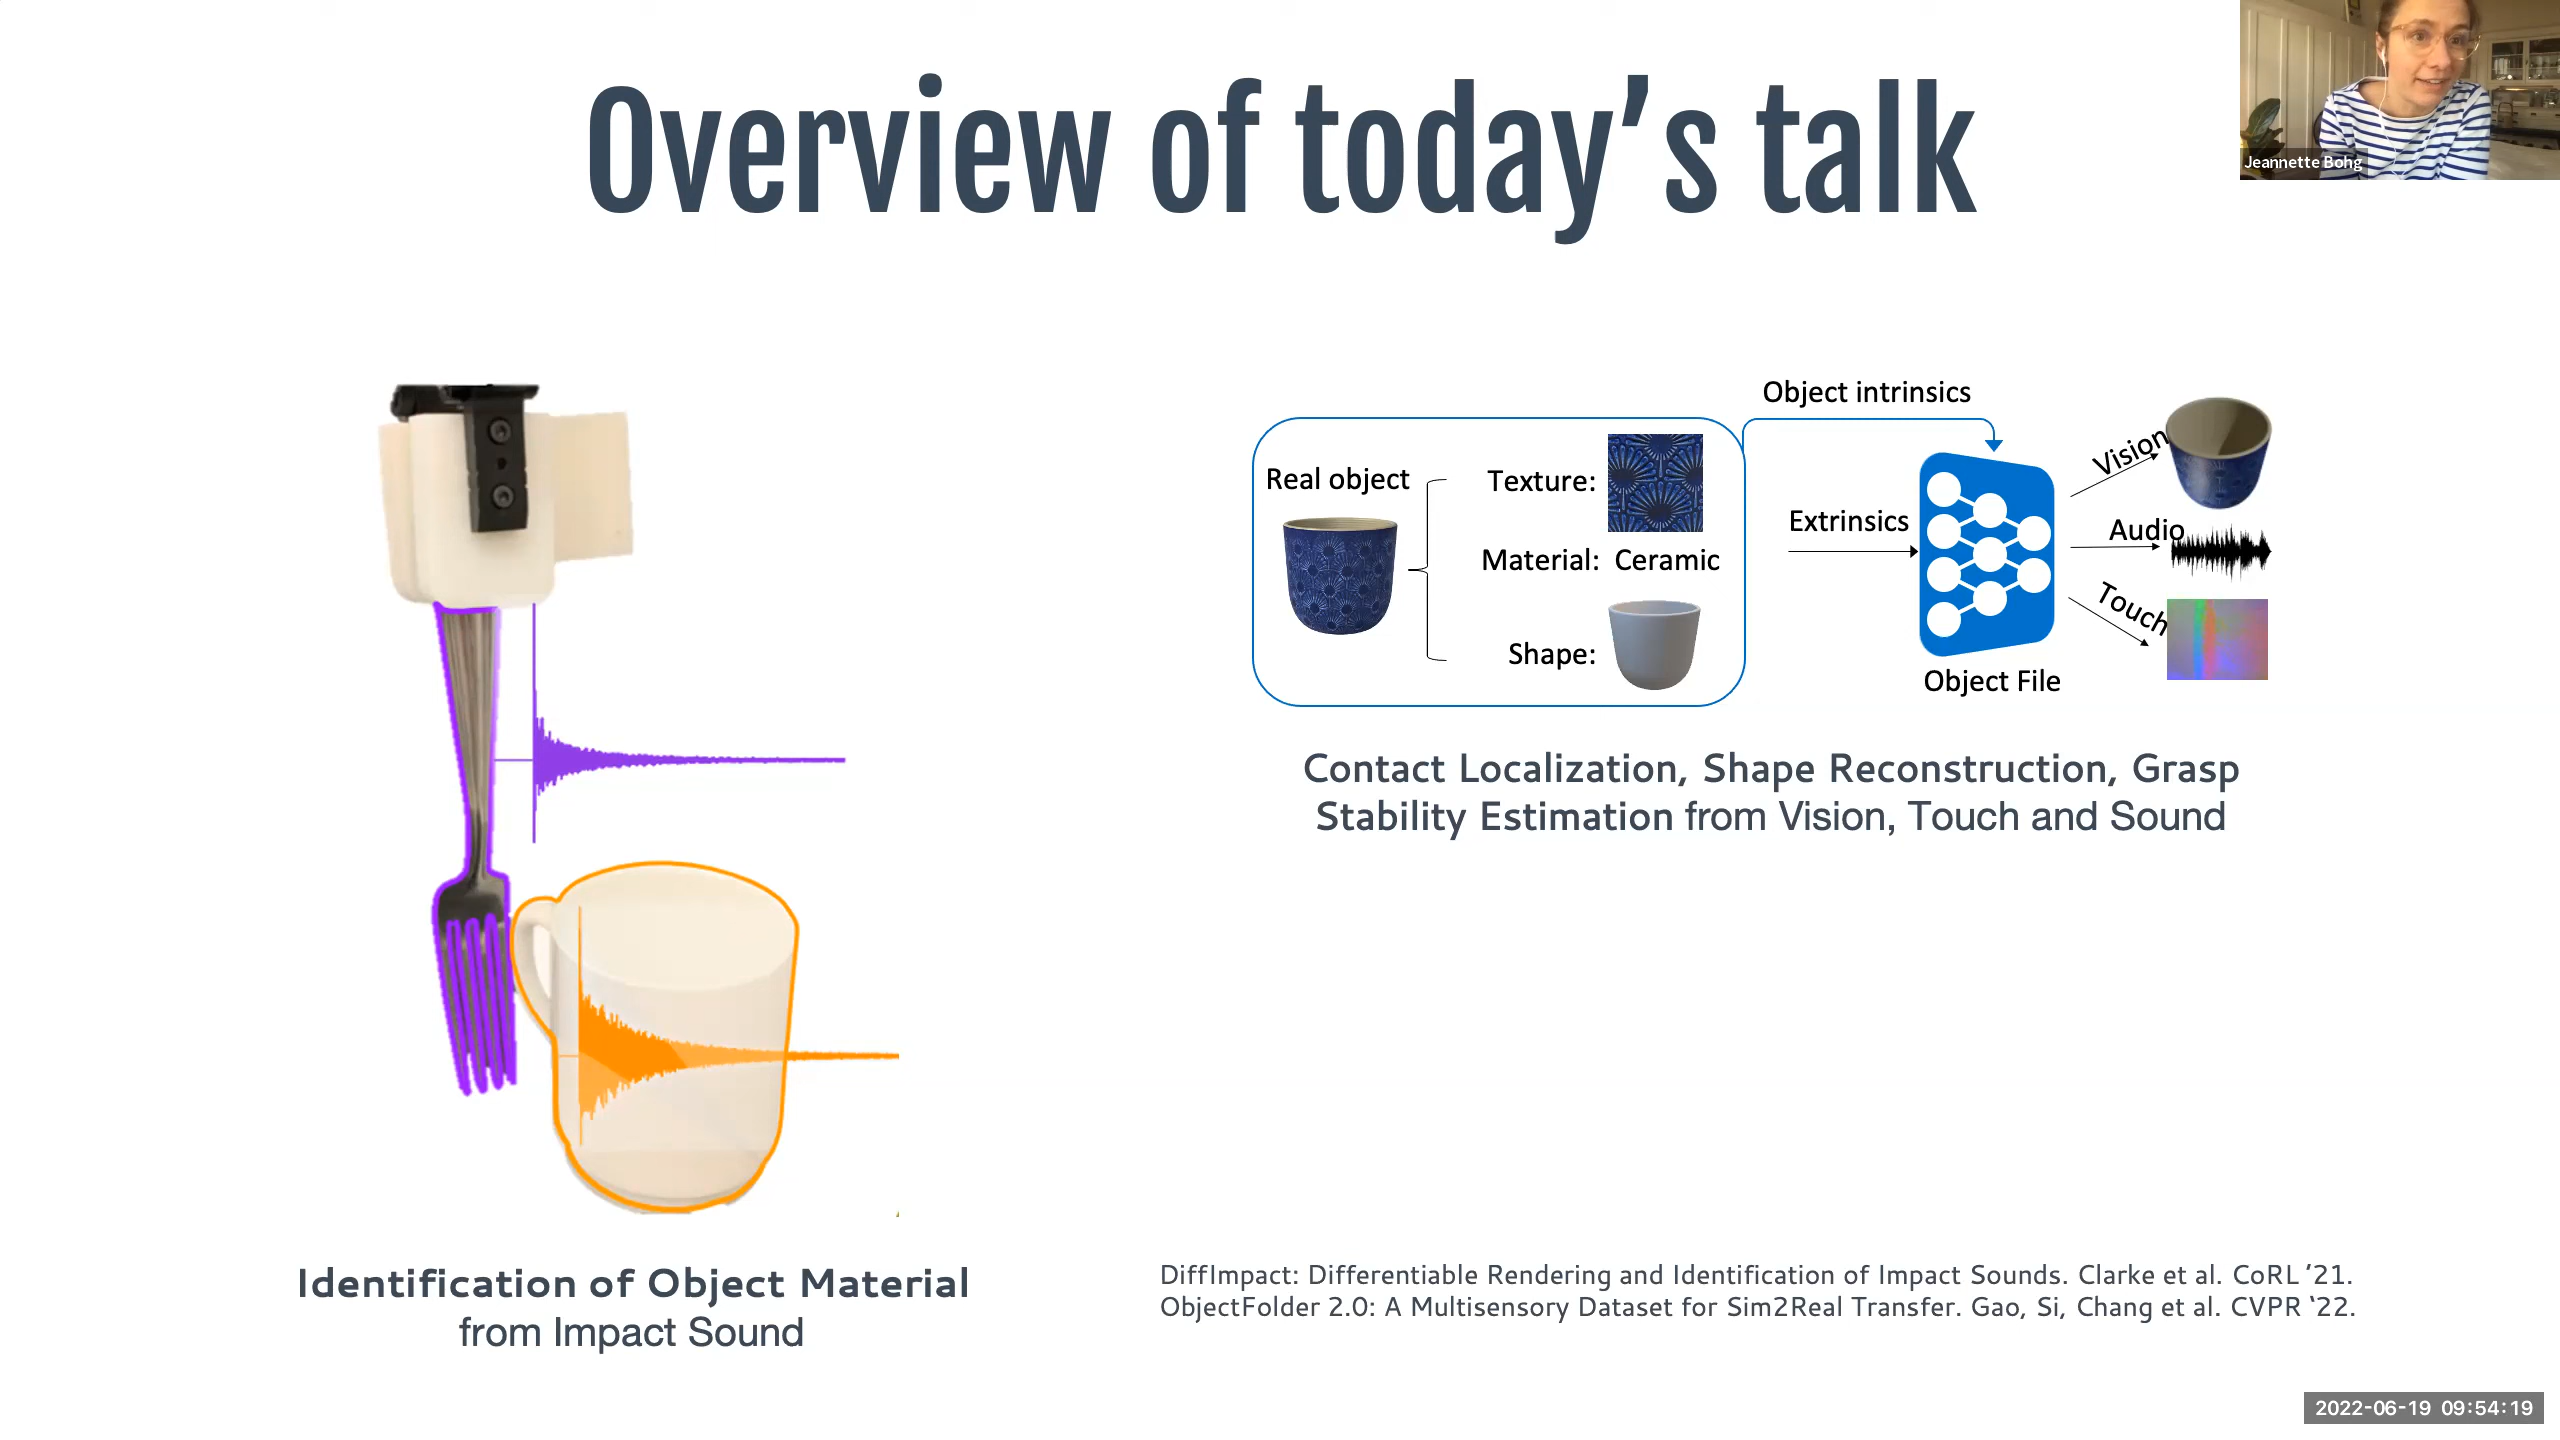 Overview of today’s talk
Jeannette Bohg
Object intrinsics
Real object
Texture:
Material: Ceramic
Shape:
Extrinsics
Object File
Vision
Audio
Touch
Contact Localization, Shape Reconstruction, Grasp
Stability Estimation from Vision, Touch and Sound
Identification of Object Material
from Impact Sound
DiffImpact: Differentiable Rendering and Identification of Impact Sounds. Clarke et al. CoRL ‘21.
ObjectFolder 2.0: A Multisensory Dataset for Sim2Real Transfer. Gao, Si, Chang et al. CVPR ‘22.
2022-06-19 09:54:19